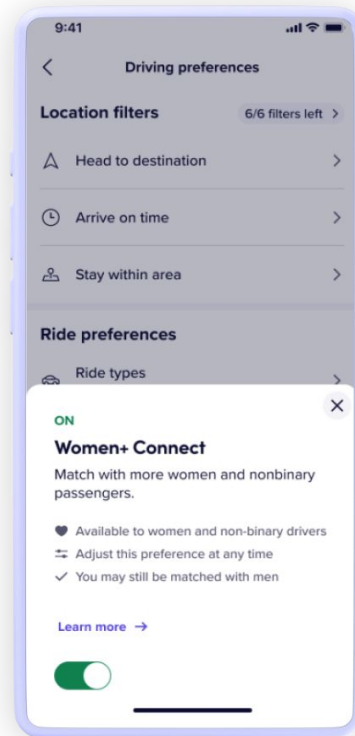 9:41
Driving preferences
Location filters
6/6 filters left
Head to destination
Arrive on time
Stay within area
Ride preferences
Ride types
ON
Women+ Connect
Match with more women and nonbinary
passengers.
Available to women and non-binary drivers
Adjust this preference at any time
You may still be matched with men
Learn more →